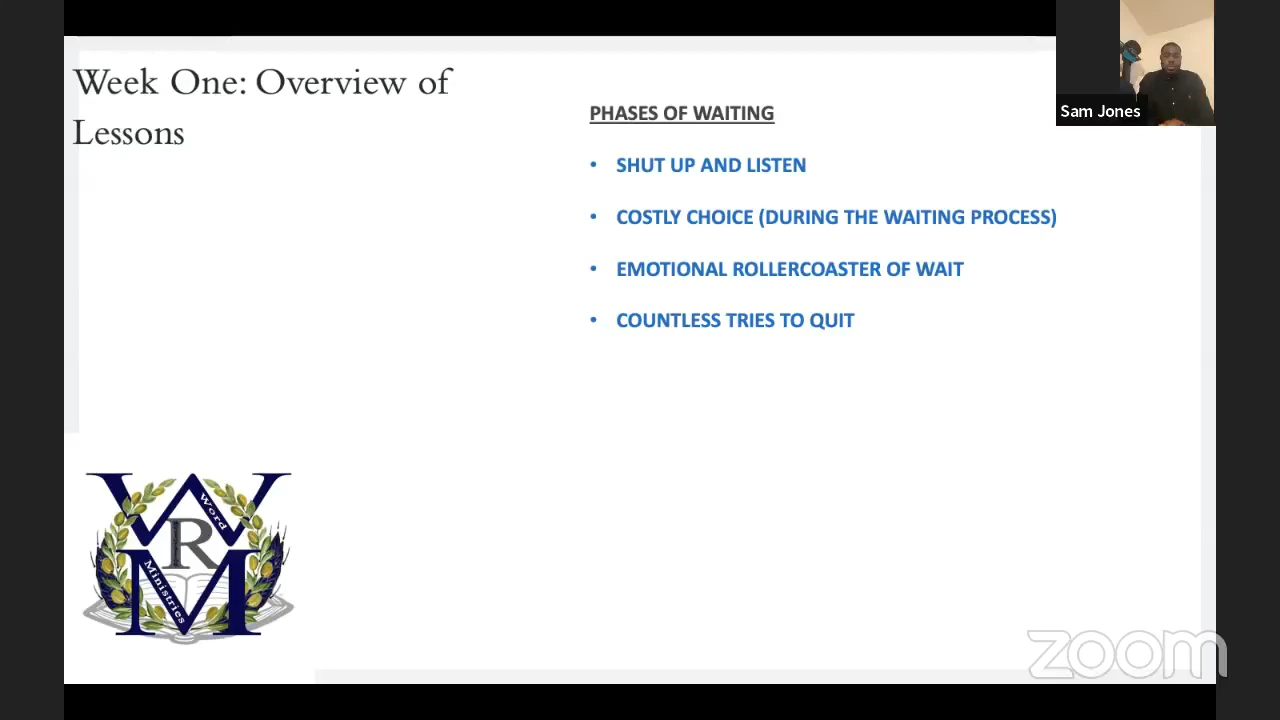 Week One: Overview of
Lessons
PHASES OF WAITING
• SHUT UP AND LISTEN
• COSTLY CHOICE (DURING THE WAITING PROCESS)
• EMOTIONAL ROLLERCOASTER OF WAIT
• COUNTLESS TRIES TO QUIT
Sam Jones
W
Word
R
M
Ministries
zoom